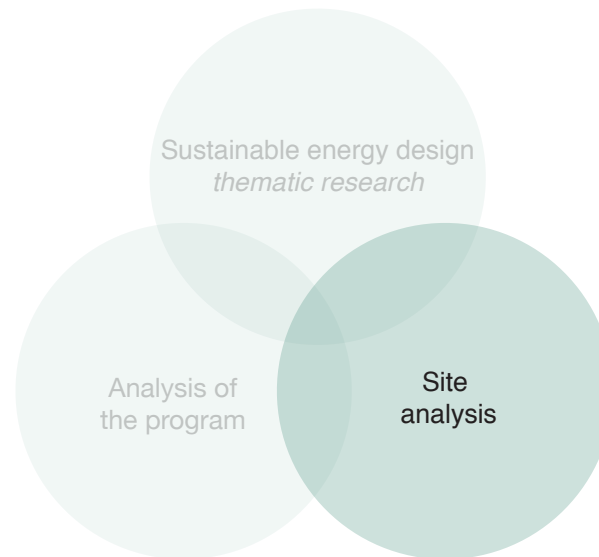 Sustainable energy design
thematic research
Analysis of
the program
Site
analysis